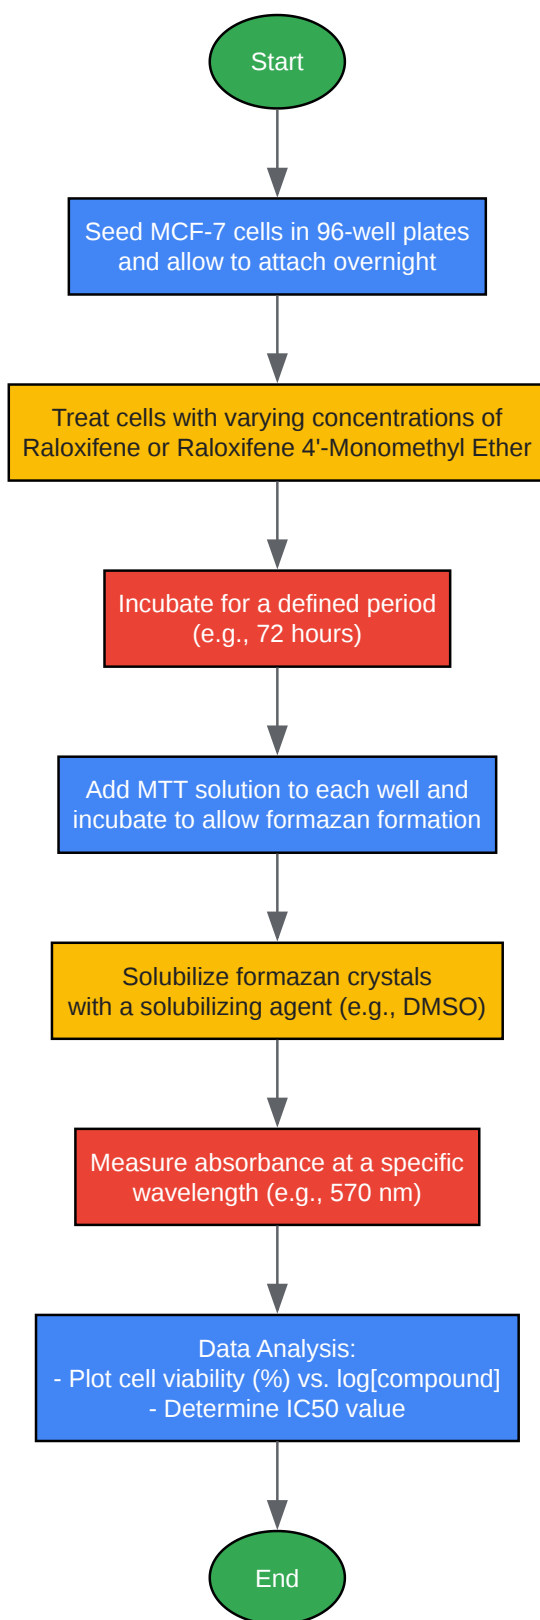 Start
Seed MCF-7 cells in 96-well plates
and allow to attach overnight
Treat cells with varying concentrations of
Raloxifene or Raloxifene 4'-Monomethyl Ether
Incubate for a defined period
(e.g., 72 hours)
Add MTT solution to each well and
incubate to allow formazan formation
Solubilize formazan crystals
with a solubilizing agent (e.g., DMSO)
Measure absorbance at a specific
wavelength (e.g., 570 nm)
Data Analysis:
- Plot cell viability (%) vs. log[compound]
- Determine IC50 value
End